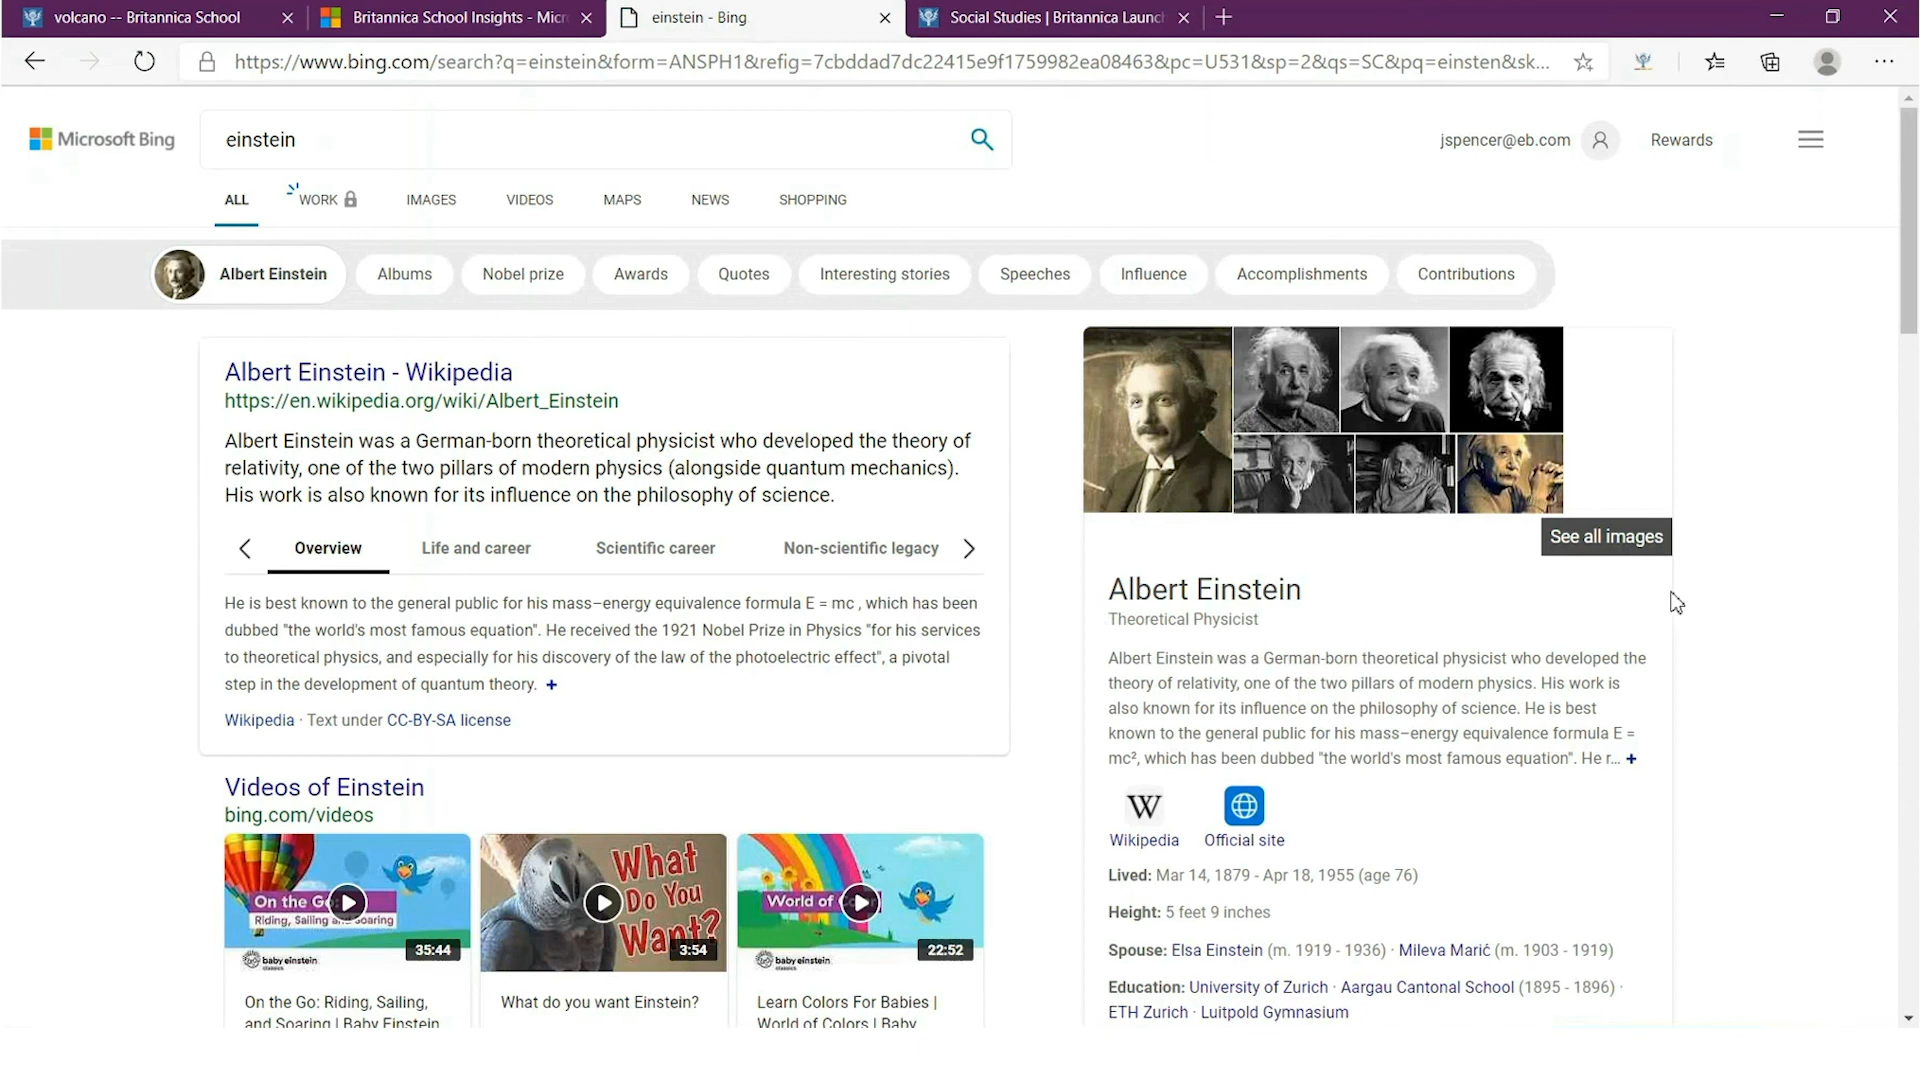 volcano -- Britannica School
Britannica School Insights - Micr
einstein - Bing
Social Studies | Britannica Launch
https://www.bing.com/search?q=einstein&form=ANSPH1&refig=7cbddad7dc22415e9f1759982ea08463&pc=U531&sp=2&qs=SC&pq=einsten&sk...
Microsoft Bing
einstein
jspencer@eb.com
Rewards
ALL
WORK
IMAGES
VIDEOS
MAPS
NEWS
SHOPPING
Albert Einstein
Albums
Nobel prize
Awards
Quotes
Interesting stories
Speeches
Influence
Accomplishments
Contributions
Albert Einstein - Wikipedia
https://en.wikipedia.org/wiki/Albert_Einstein
Albert Einstein was a German-born theoretical physicist who developed the theory of
relativity, one of the two pillars of modern physics (alongside quantum mechanics).
His work is also known for its influence on the philosophy of science.
Overview
Life and career
Scientific career
Non-scientific legacy
He is best known to the general public for his mass–energy equivalence formula E = mc , which has been
dubbed "the world's most famous equation". He received the 1921 Nobel Prize in Physics "for his services
to theoretical physics, and especially for his discovery of the law of the photoelectric effect", a pivotal
step in the development of quantum theory. +
Wikipedia · Text under CC-BY-SA license
Videos of Einstein
bing.com/videos
On the Go:
Riding, Sailing and Soaring
35:44
baby einstein
classics
On the Go: Riding, Sailing,
and Soaring | Baby Einstein
What
Do You
Want?
3:54
What do you want Einstein?
World of
22:52
baby einstein
classics
Learn Colors For Babies |
World of Colors | Baby
See all images
Albert Einstein
Theoretical Physicist
Albert Einstein was a German-born theoretical physicist who developed the
theory of relativity, one of the two pillars of modern physics. His work is
also known for its influence on the philosophy of science. He is best
known to the general public for his mass–energy equivalence formula E =
mc², which has been dubbed "the world's most famous equation". He r... +
W
Wikipedia
Official site
Lived: Mar 14, 1879 - Apr 18, 1955 (age 76)
Height: 5 feet 9 inches
Spouse: Elsa Einstein (m. 1919 - 1936) · Mileva Marić (m. 1903 - 1919)
Education: University of Zurich · Aargau Cantonal School (1895 - 1896) ·
ETH Zurich · Luitpold Gymnasium